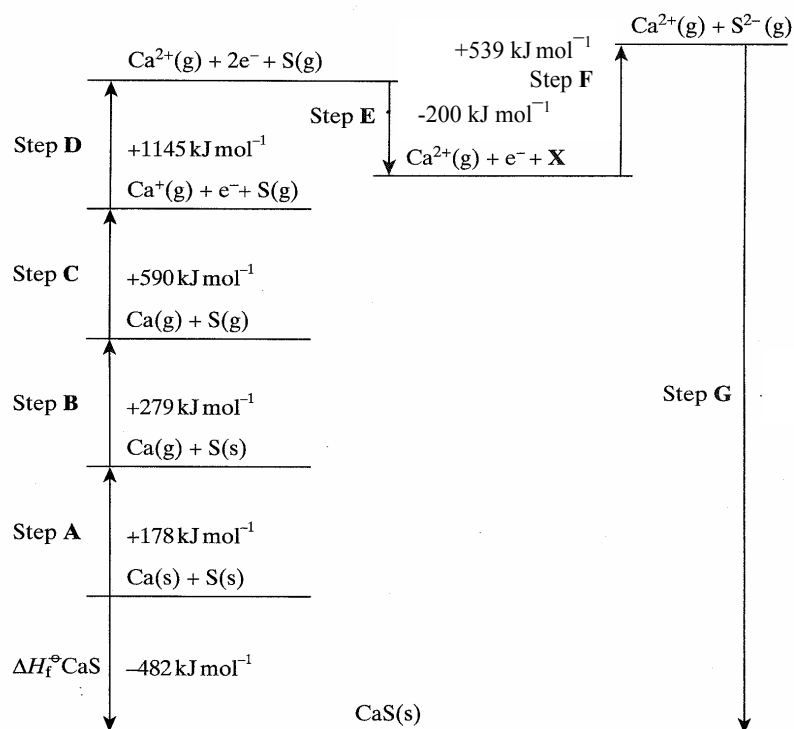 Ca²⁺(g) + S²⁻(g)
Ca²⁺(g) + 2e⁻ + S(g)
+539 kJ mol⁻¹
Step F
Step E
-200 kJ mol⁻¹
Step D
+1145 kJ mol⁻¹
Ca²⁺(g) + e⁻ + X
Ca⁺(g) + e⁻ + S(g)
Step C
+590 kJ mol⁻¹
Ca(g) + S(g)
Step B
+279 kJ mol⁻¹
Step G
Ca(g) + S(s)
Step A
+178 kJ mol⁻¹
Ca(s) + S(s)
ΔHf⦵CaS
–482 kJ mol⁻¹
CaS(s)